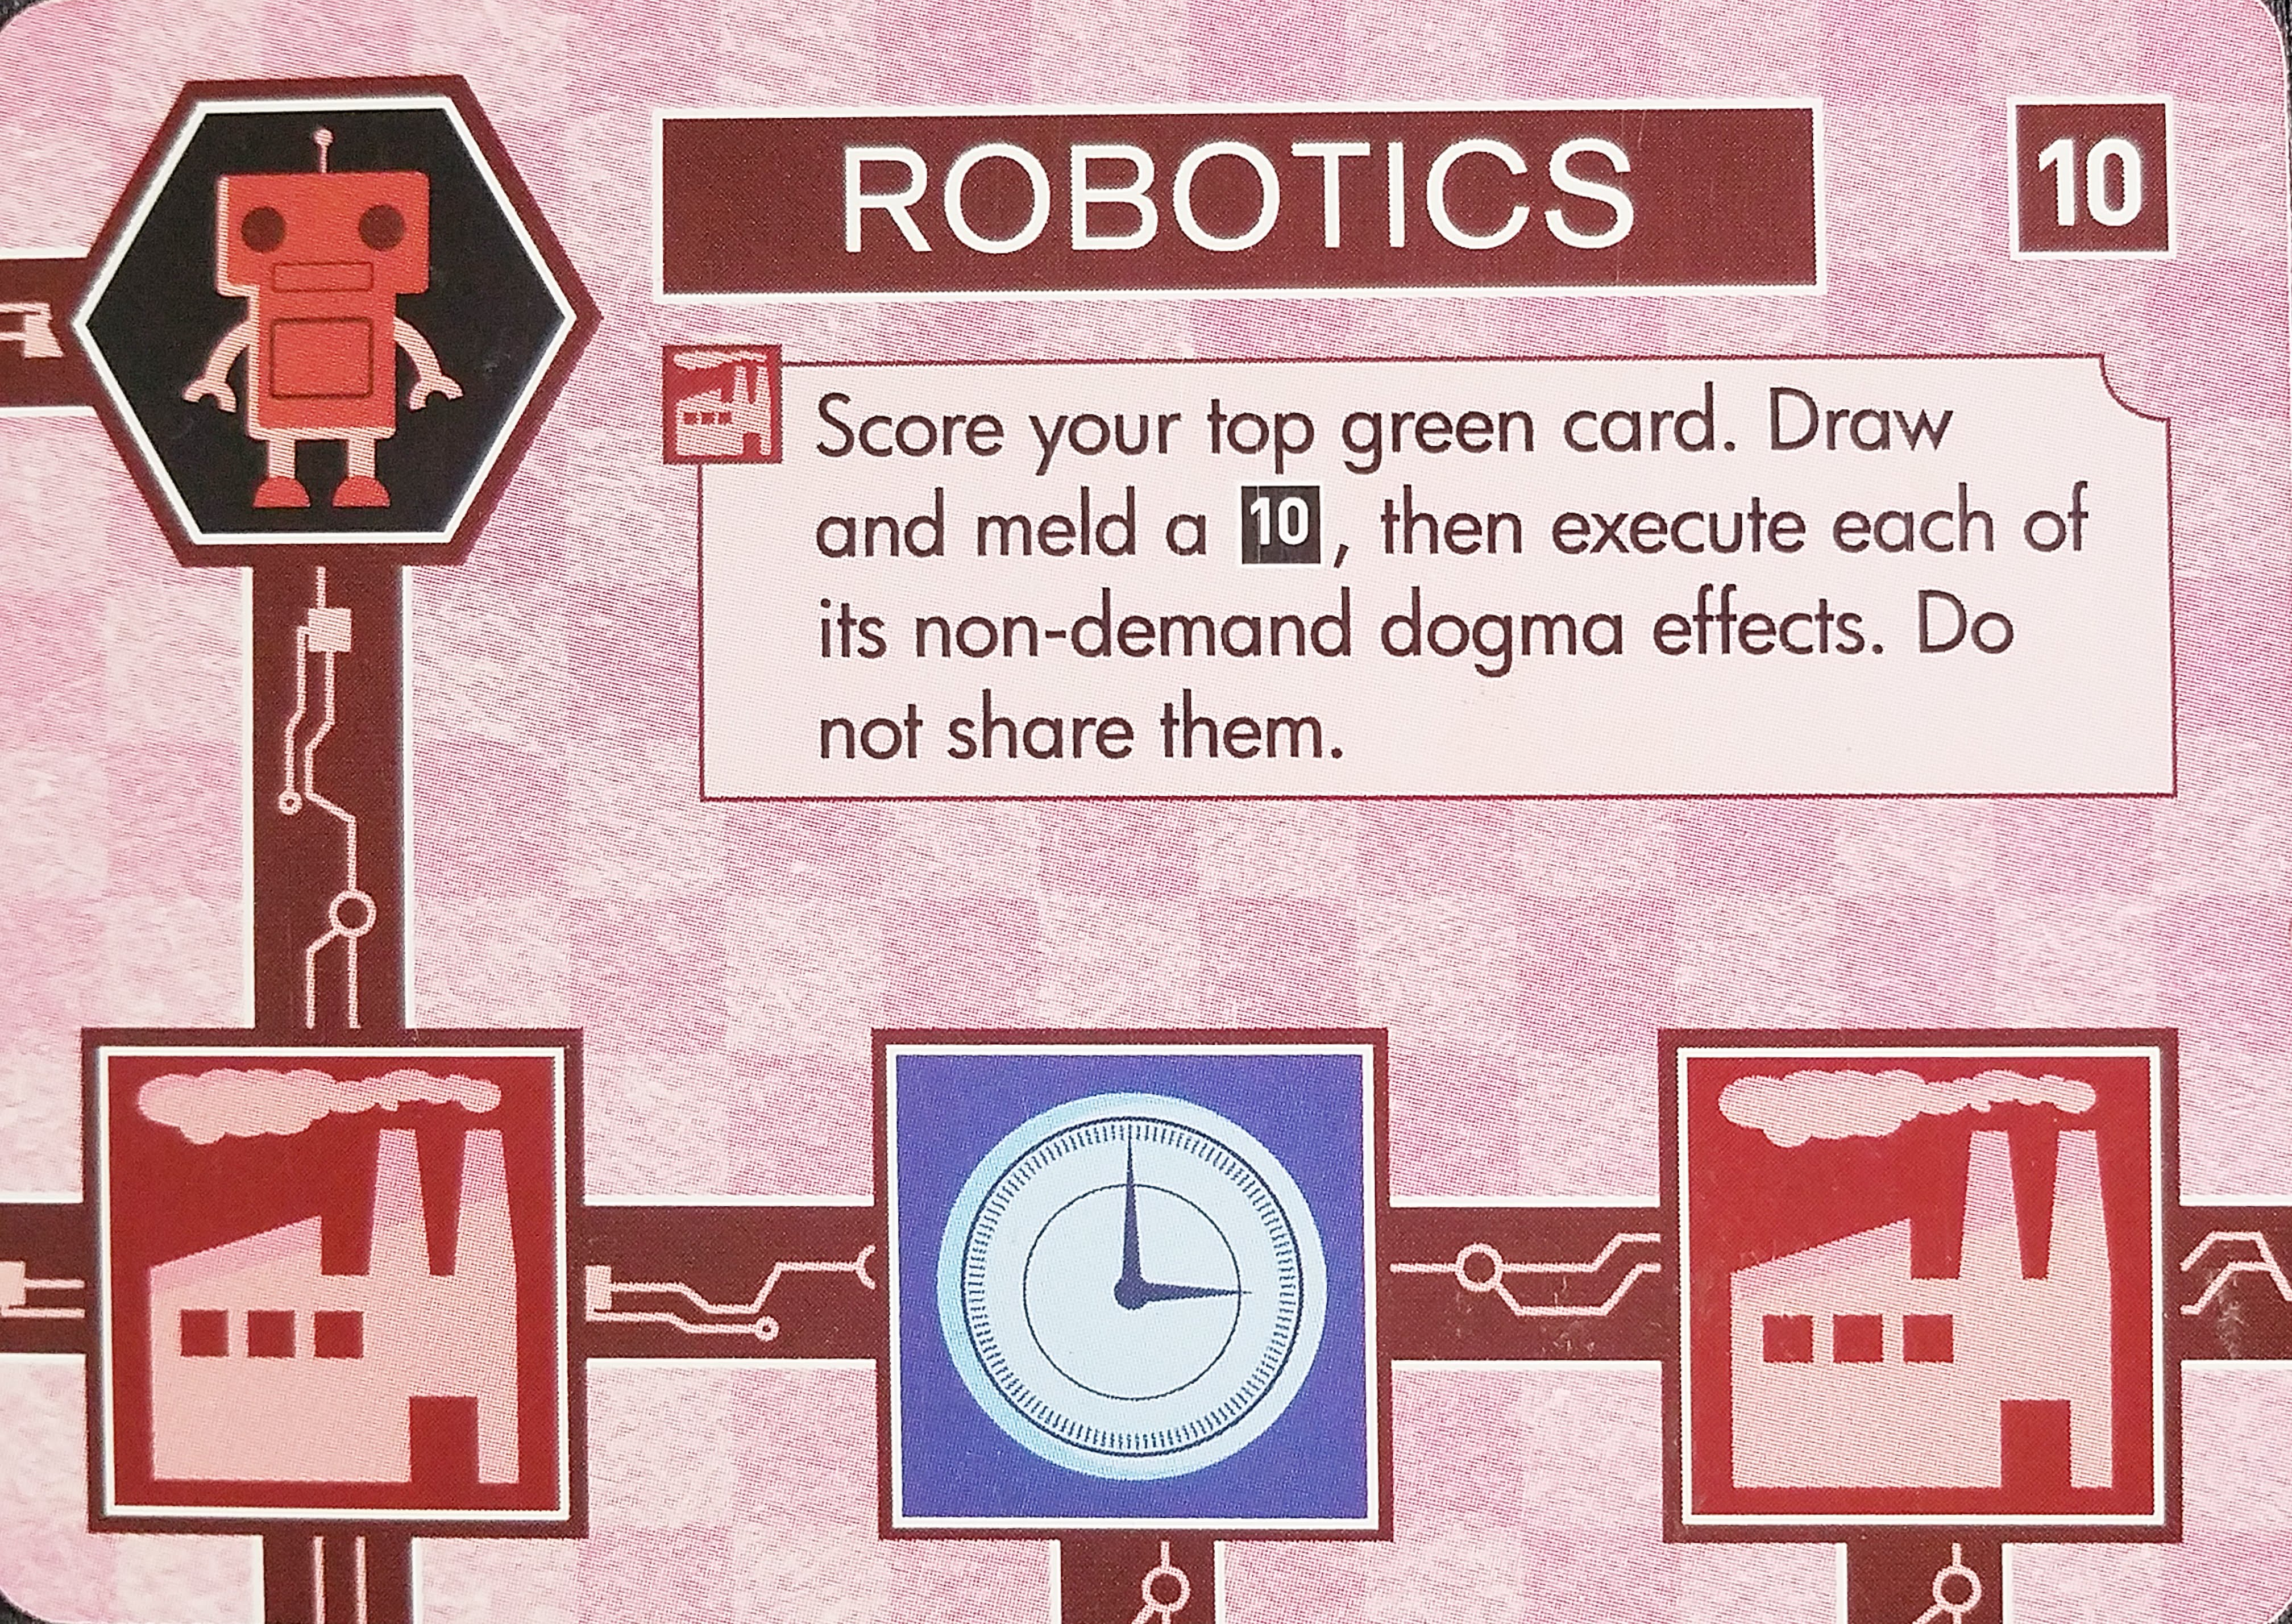 ROBOTICS
10
Score your top green card. Draw
and meld a 10, then execute each of
its non-demand dogma effects. Do
not share them.